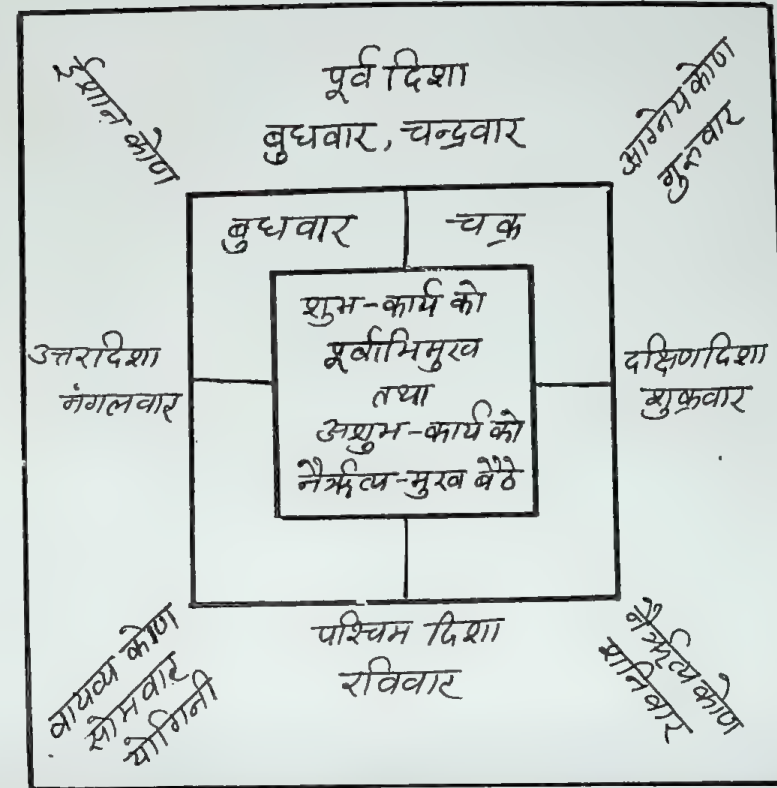 ईशान कोण
पूर्व दिशा
बुधवार, चन्द्रवार
आग्नेय कोण
गुरुवार
बुधवार
चक्र
शुभ-कार्य को
पूर्वाभिमुख
तथा
अशुभ-कार्य को
नैर्ऋत्य-मुख बैठे
उत्तरदिशा
मंगलवार
दक्षिणदिशा
शुक्रवार
वायव्य कोण
सोमवार
योगिनी
पश्चिम दिशा
रविवार
नैर्ऋत्यकोण
शनिवार